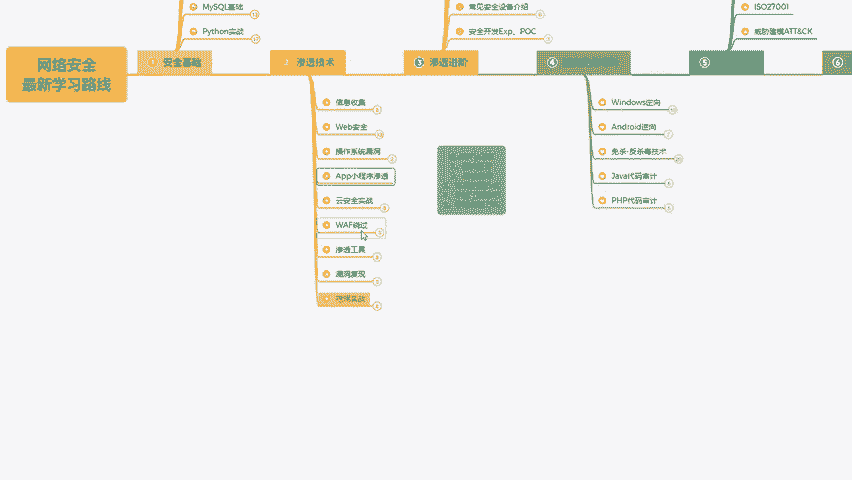 MySQL基础
Python实战
常见安全设备介绍
安全开发Exp、POC
ISO27001
威胁建模ATT&CK
网络安全
最新学习路线
① 安全基础
2 渗透技术
③ 渗透进阶
④
⑤
⑥
信息收集
Web安全
操作系统漏洞
App小程序渗透
云安全实战
WAF绕过
渗透工具
漏洞复现
Windows逆向
Android逆向
免杀-反杀毒技术
Java代码审计
PHP代码审计